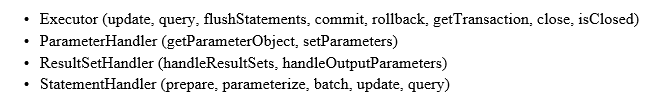 • Executor (update, query, flushStatements, commit, rollback, getTransaction, close, isClosed)
• ParameterHandler (getParameterObject, setParameters)
• ResultSetHandler (handleResultSets, handleOutputParameters)
• StatementHandler (prepare, parameterize, batch, update, query)